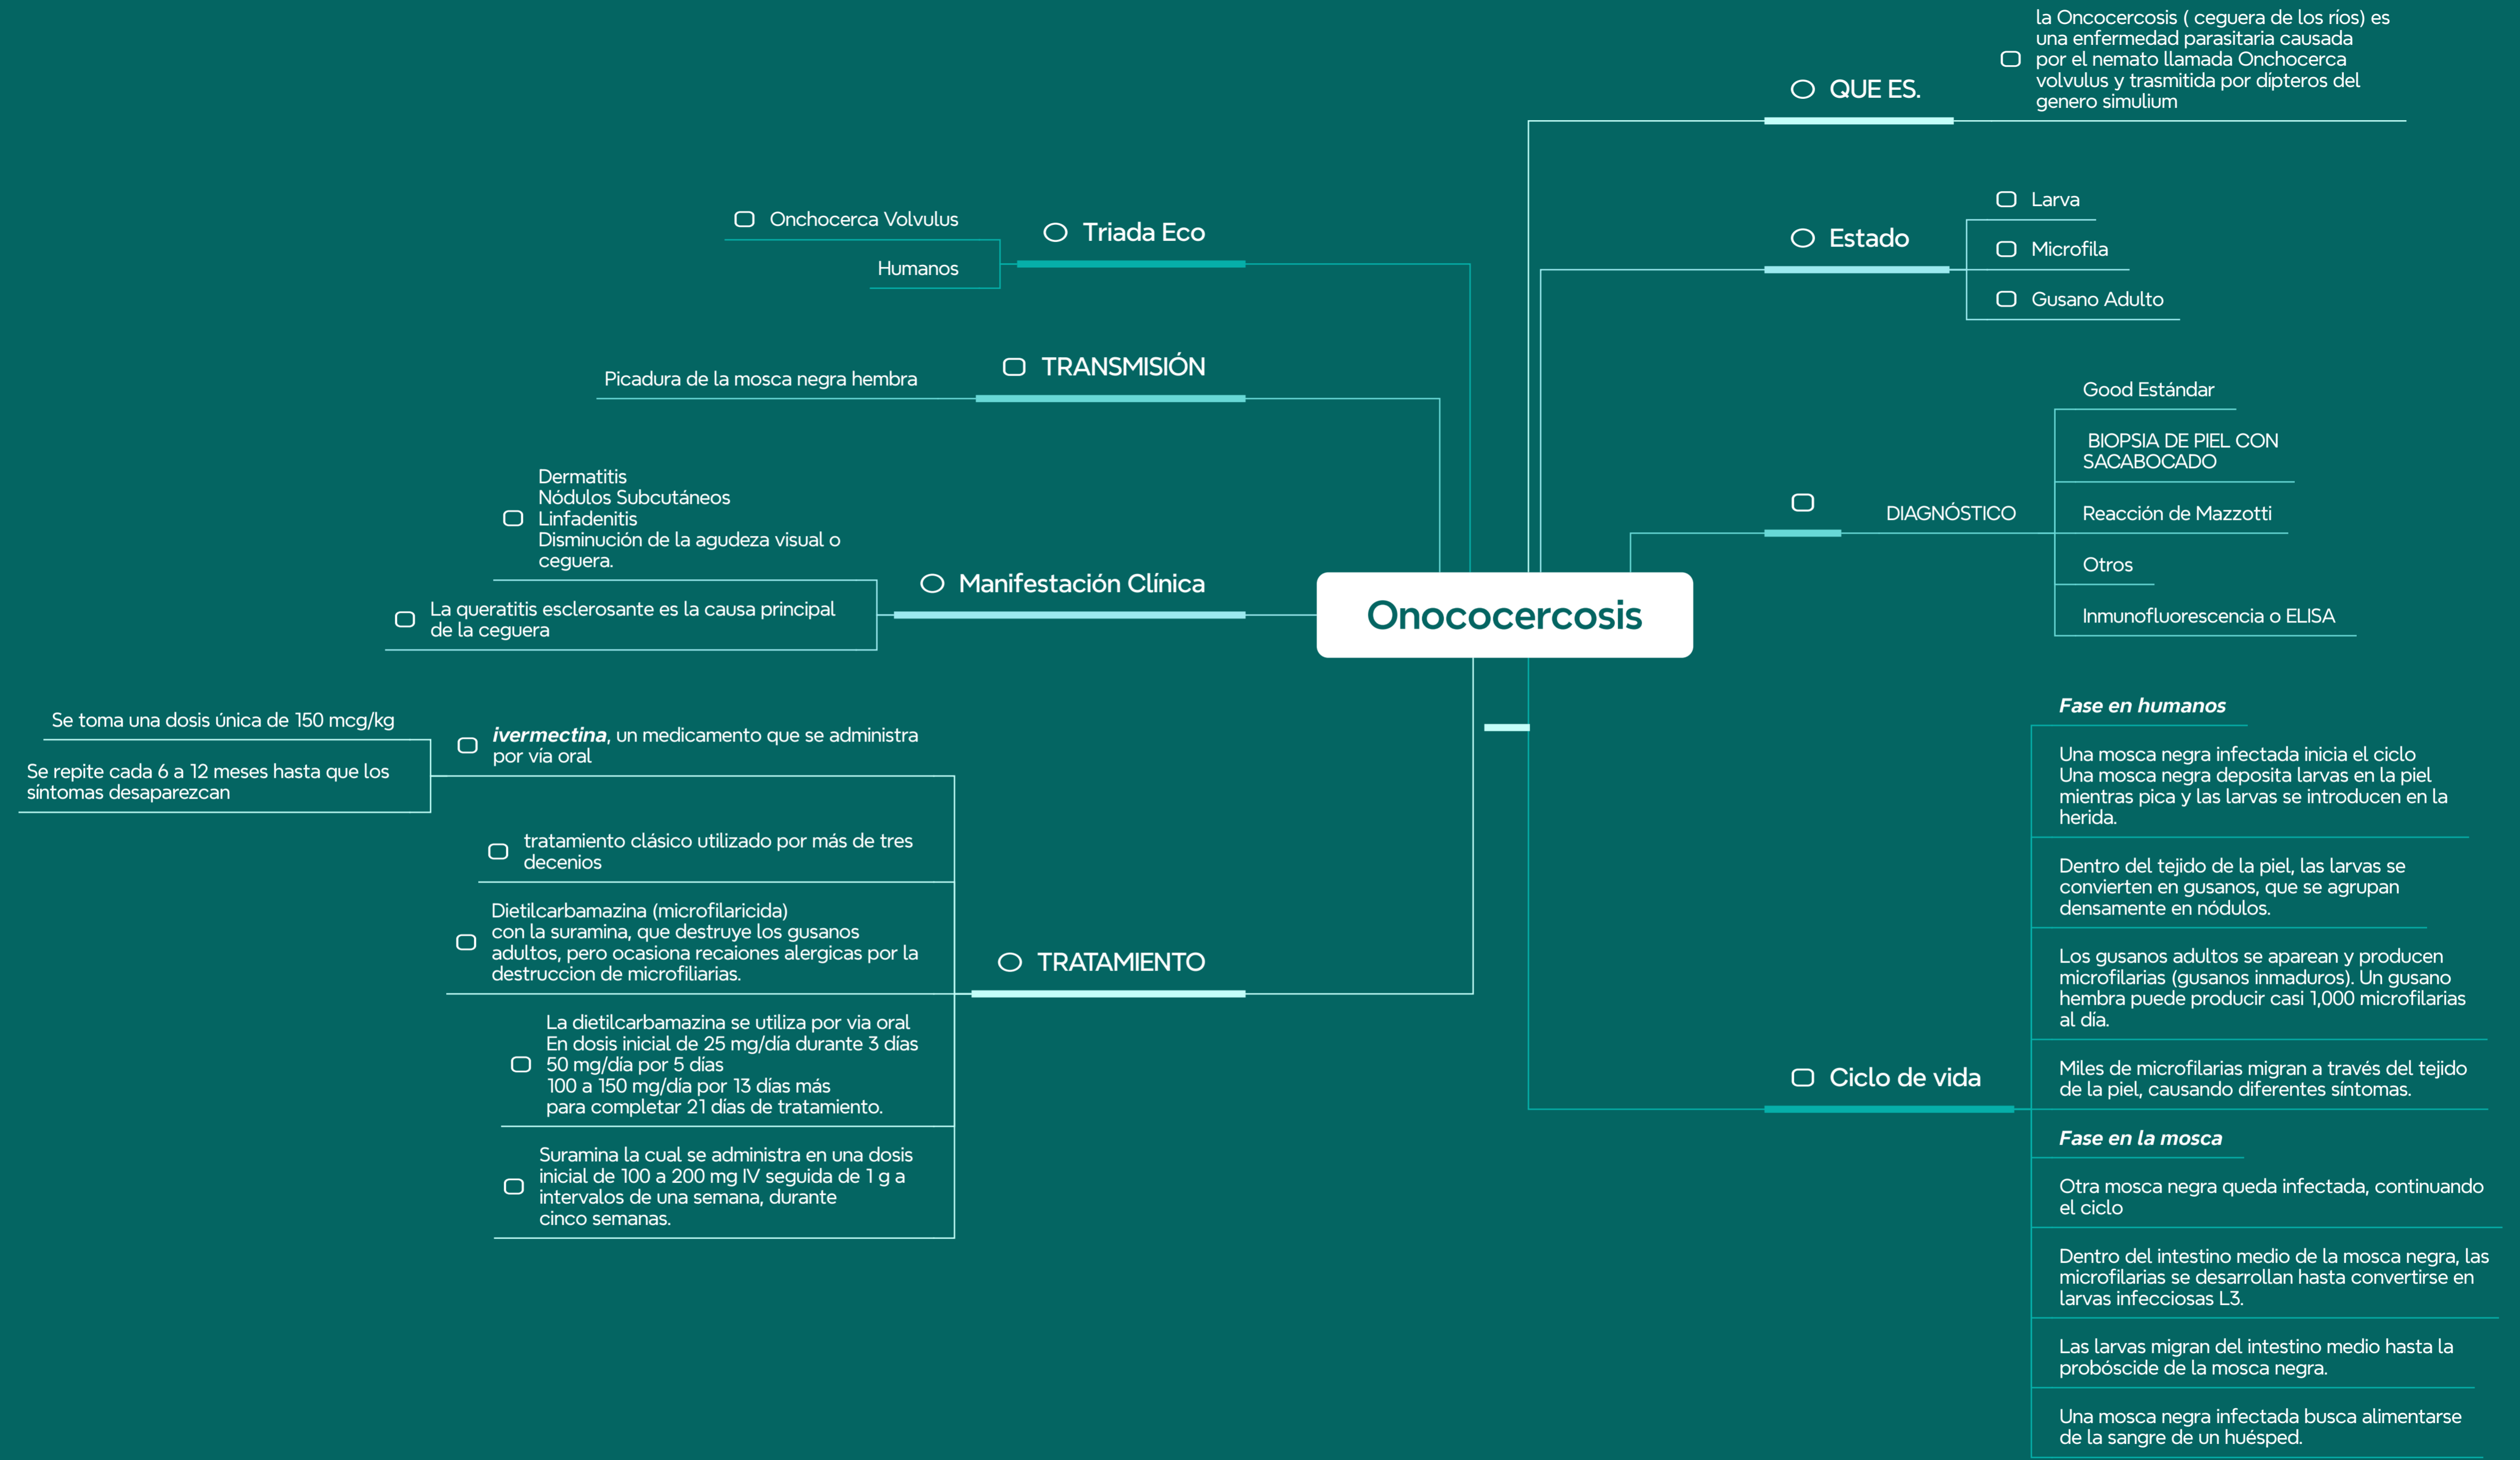 Onococercosis
QUE ES.
la Oncocercosis ( ceguera de los ríos) es
una enfermedad parasitaria causada
por el nemato llamada Onchocerca
volvulus y trasmitida por dípteros del
genero simulium
Estado
Larva
Microfila
Gusano Adulto
DIAGNÓSTICO
Good Estándar
BIOPSIA DE PIEL CON
SACABOCADO
Reacción de Mazzotti
Otros
Inmunofluorescencia o ELISA
Ciclo de vida
Fase en humanos
Una mosca negra infectada inicia el ciclo
Una mosca negra deposita larvas en la piel
mientras pica y las larvas se introducen en la
herida.
Dentro del tejido de la piel, las larvas se
convierten en gusanos, que se agrupan
densamente en nódulos.
Los gusanos adultos se aparean y producen
microfilarias (gusanos inmaduros). Un gusano
hembra puede producir casi 1,000 microfilarias
al día.
Miles de microfilarias migran a través del tejido
de la piel, causando diferentes síntomas.
Fase en la mosca
Otra mosca negra queda infectada, continuando
el ciclo
Dentro del intestino medio de la mosca negra, las
microfilarias se desarrollan hasta convertirse en
larvas infecciosas L3.
Las larvas migran del intestino medio hasta la
probóscide de la mosca negra.
Una mosca negra infectada busca alimentarse
de la sangre de un huésped.
Triada Eco
Onchocerca Volvulus
Humanos
TRANSMISIÓN
Picadura de la mosca negra hembra
Manifestación Clínica
Dermatitis
Nódulos Subcutáneos
Linfadenitis
Disminución de la agudeza visual o
ceguera.
La queratitis esclerosante es la causa principal
de la ceguera
TRATAMIENTO
ivermectina, un medicamento que se administra
por vía oral
Se toma una dosis única de 150 mcg/kg
Se repite cada 6 a 12 meses hasta que los
síntomas desaparezcan
tratamiento clásico utilizado por más de tres
decenios
Dietilcarbamazina (microfilaricida)
con la suramina, que destruye los gusanos
adultos, pero ocasiona recaiones alergicas por la
destruccion de microfiliarias.
La dietilcarbamazina se utiliza por via oral
En dosis inicial de 25 mg/día durante 3 días
50 mg/día por 5 días
100 a 150 mg/día por 13 días más
para completar 21 días de tratamiento.
Suramina la cual se administra en una dosis
inicial de 100 a 200 mg IV seguida de 1 g a
intervalos de una semana, durante
cinco semanas.